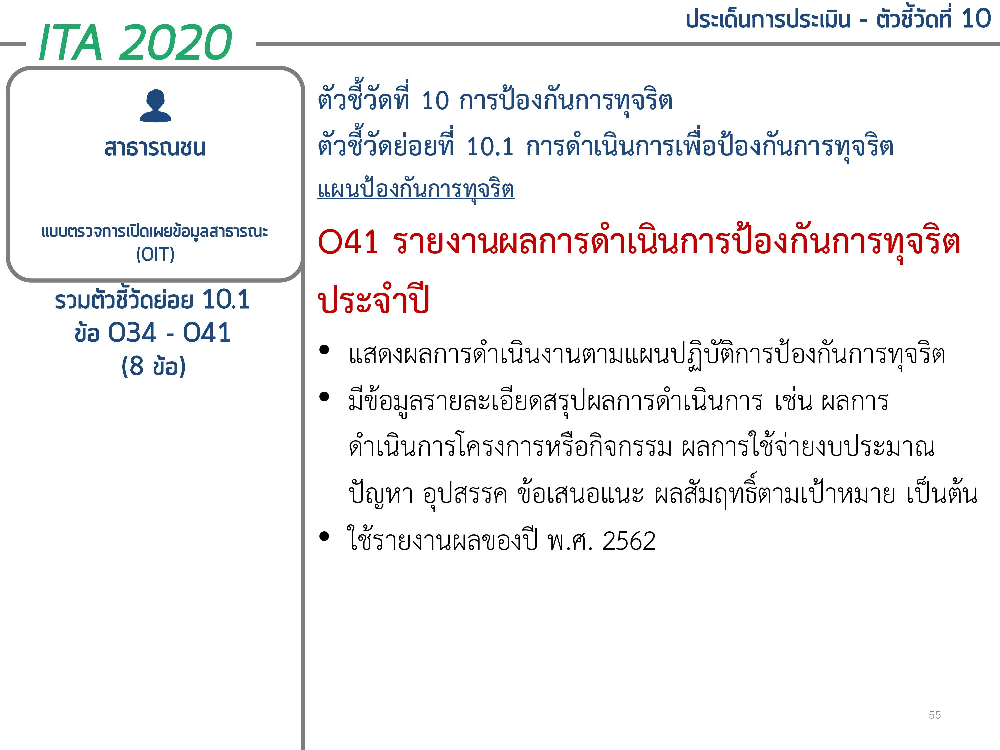 ประเด็นการประเมิน - ตัวชี้วัดที่ 10
ITA 2020
สาธารณชน
แบบตรวจการเปิดเผยข้อมูลสาธารณะ
(OIT)
รวมตัวชี้วัดย่อย 10.1
ข้อ O34 - O41
(8 ข้อ)
ตัวชี้วัดที่ 10 การป้องกันการทุจริต
ตัวชี้วัดย่อยที่ 10.1 การดำเนินการเพื่อป้องกันการทุจริต
แผนป้องกันการทุจริต
O41 รายงานผลการดำเนินการป้องกันการทุจริต
ประจำปี
• แสดงผลการดำเนินงานตามแผนปฏิบัติการป้องกันการทุจริต
• มีข้อมูลรายละเอียดสรุปผลการดำเนินการ เช่น ผลการ
ดำเนินการโครงการหรือกิจกรรม ผลการใช้จ่ายงบประมาณ
ปัญหา อุปสรรค ข้อเสนอแนะ ผลสัมฤทธิ์ตามเป้าหมาย เป็นต้น
• ใช้รายงานผลของปี พ.ศ. 2562
55